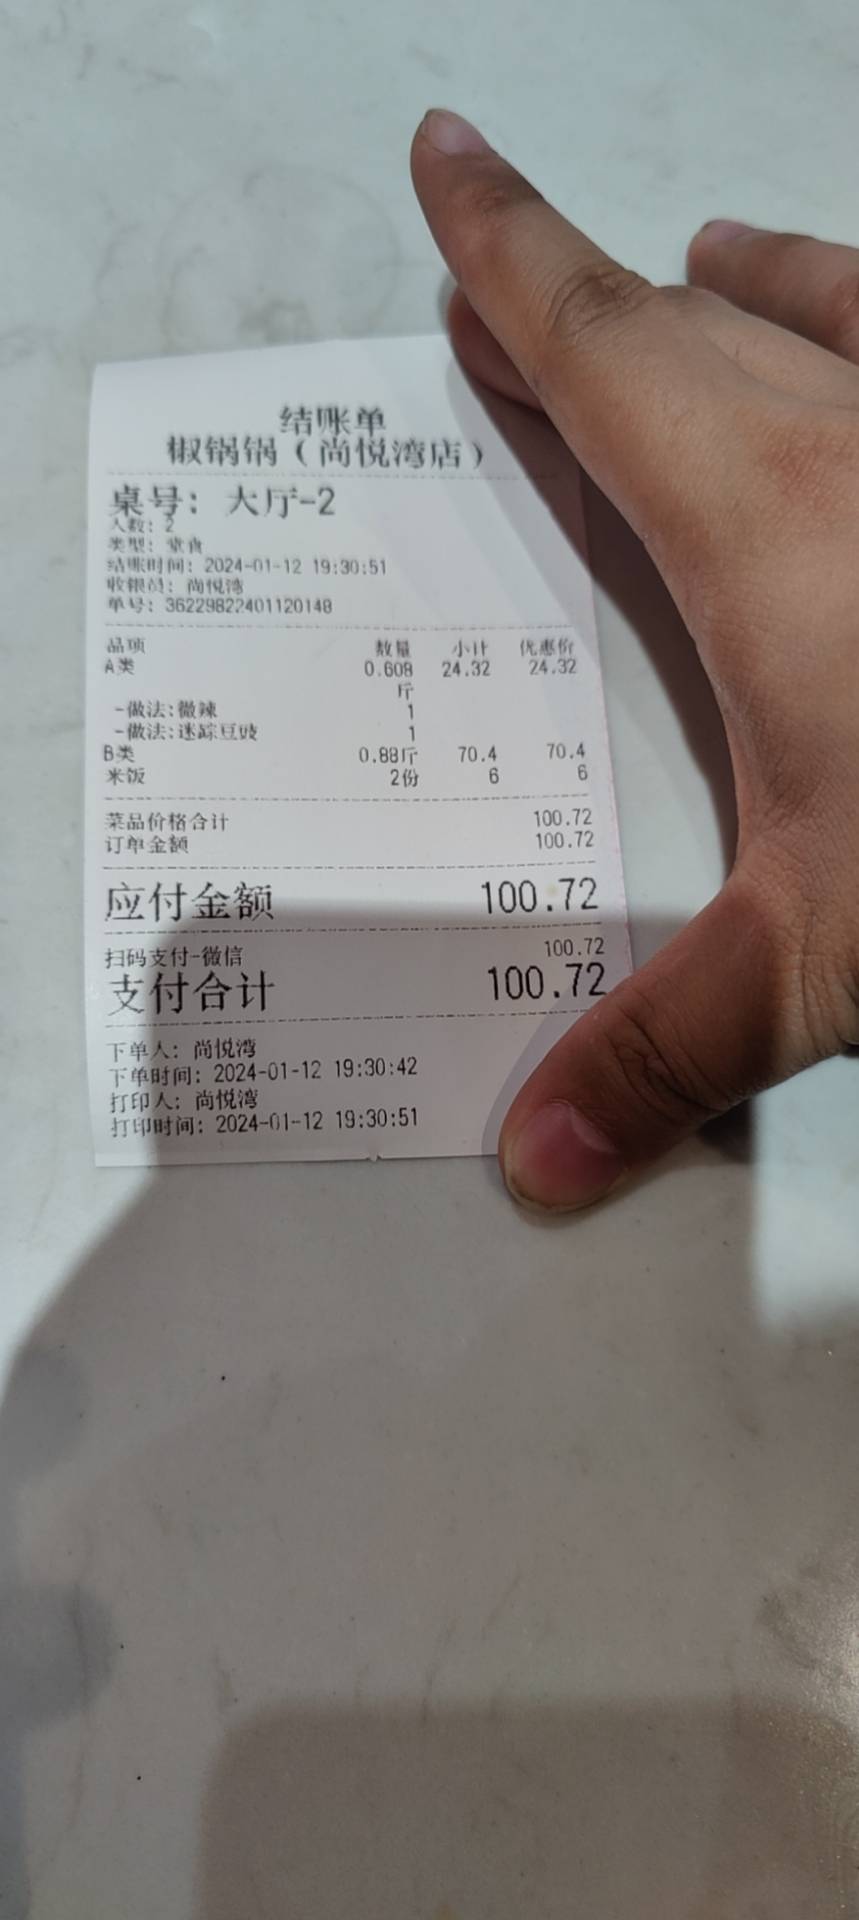 结账单
椒锅锅（尚悦湾店）
桌号：大厅-2
人数：2
类型：堂食
结账时间：2024-01-12 19:30:51
收银员：尚悦湾
单号：36229822401120148
品项 数量 小计 优惠价
A类 0.608斤 24.32 24.32
-做法:微辣 1
-做法:迷踪豆豉 1
B类 0.88斤 70.4 70.4
米饭 2份 6 6
菜品价格合计 100.72
订单金额 100.72
应付金额 100.72
扫码支付-微信 100.72
支付合计 100.72
下单人：尚悦湾
下单时间：2024-01-12 19:30:42
打印人：尚悦湾
打印时间：2024-01-12 19:30:51